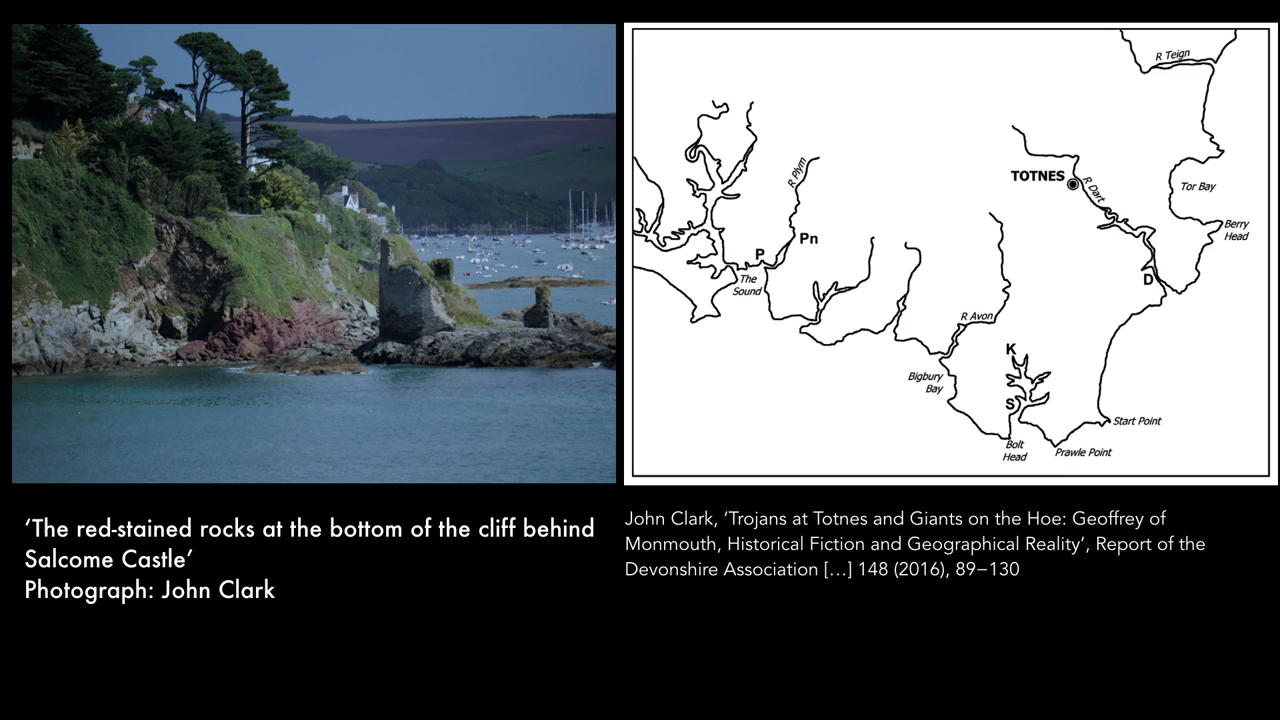 R Teign
TOTNES
R Dart
Tor Bay
Berry
Head
R Plym
Pn
P
The
Sound
D
R Avon
K
Bigbury
Bay
S
Start Point
Bolt
Head
Prawle Point
‘The red-stained rocks at the bottom of the cliff behind
Salcome Castle’
Photograph: John Clark
John Clark, ‘Trojans at Totnes and Giants on the Hoe: Geoffrey of
Monmouth, Historical Fiction and Geographical Reality’, Report of the
Devonshire Association […] 148 (2016), 89–130